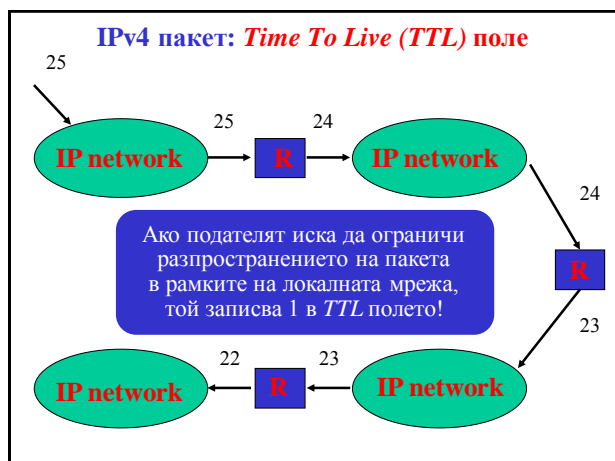 IPv4 пакет: Time To Live (TTL) поле
25
IP network
25
R
24
IP network
24
R
23
Ако подателят иска да ограничи
разпространението на пакета
в рамките на локалната мрежа,
той записва 1 в TTL полето!
IP network
22
R
23
IP network